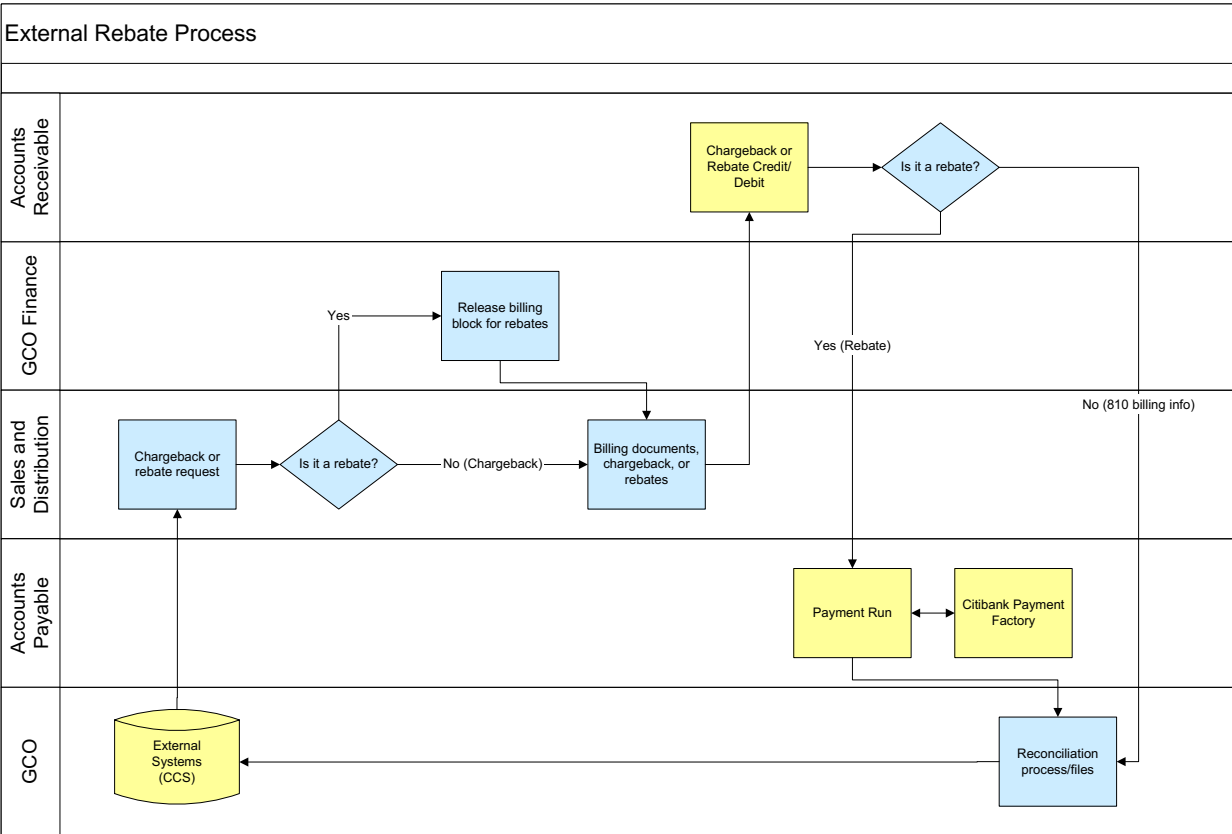 External Rebate Process
Accounts
Receivable
Chargeback or
Rebate Credit/
Debit
Is it a rebate?
GCO Finance
Release billing
block for rebates
Yes
Yes (Rebate)
No (810 billing info)
Sales and
Distribution
Chargeback or
rebate request
Is it a rebate?
No (Chargeback)
Billing documents,
chargeback, or
rebates
Accounts
Payable
Payment Run
Citibank Payment
Factory
GCO
External
Systems
(CCS)
Reconciliation
process/files